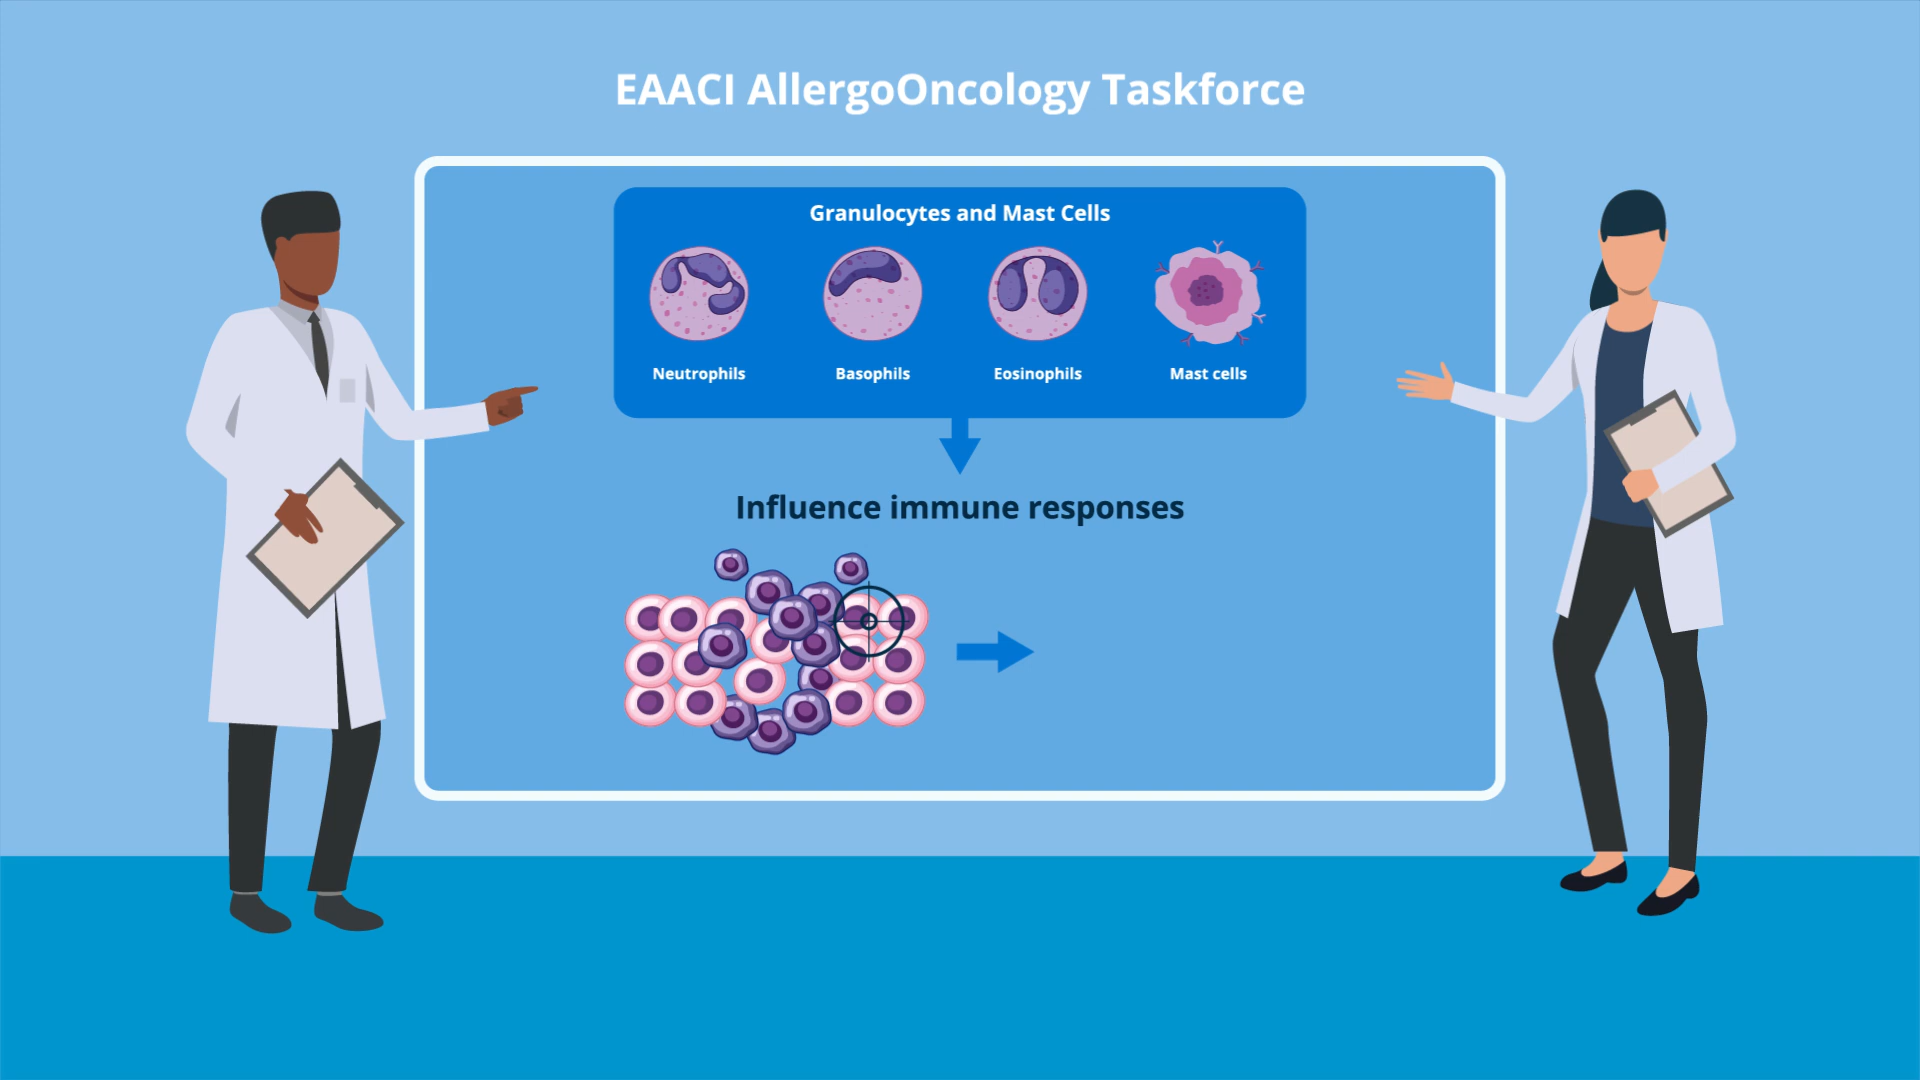 EAACI AllergoOncology Taskforce
Granulocytes and Mast Cells
Neutrophils
Basophils
Eosinophils
Mast cells
Influence immune responses